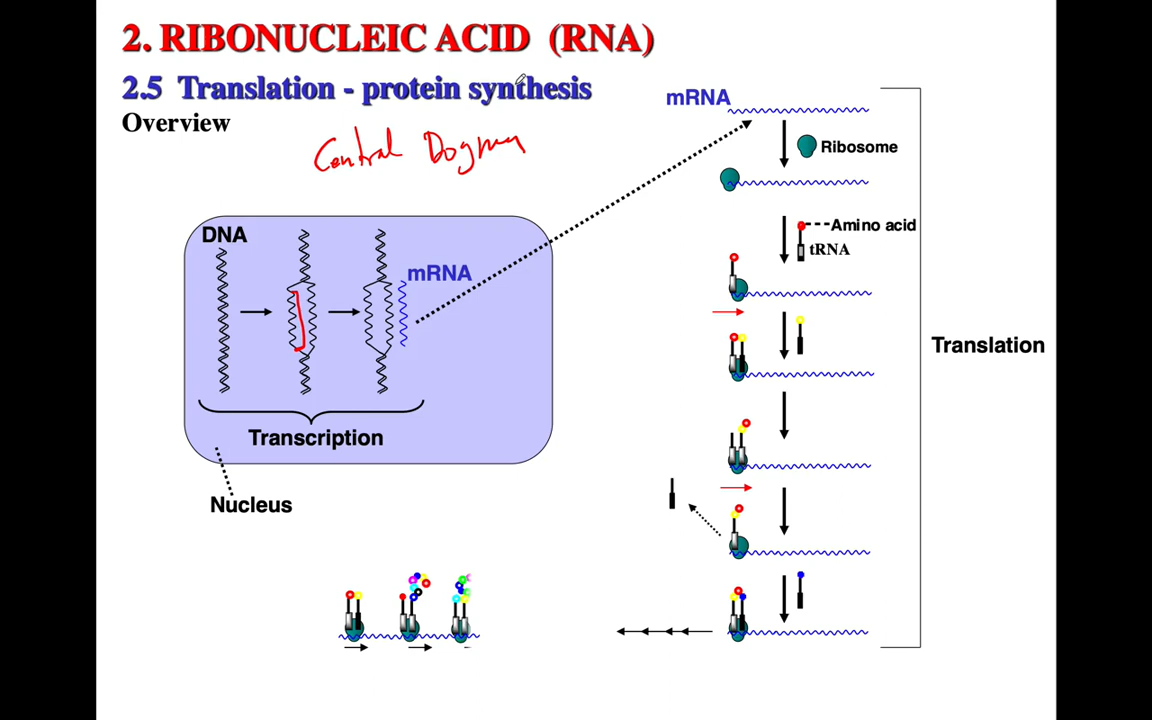 2. RIBONUCLEIC ACID (RNA)
2.5 Translation - protein synthesis
Overview
Central Dogma
DNA
mRNA
Transcription
Nucleus
mRNA
Ribosome
Amino acid
tRNA
Translation